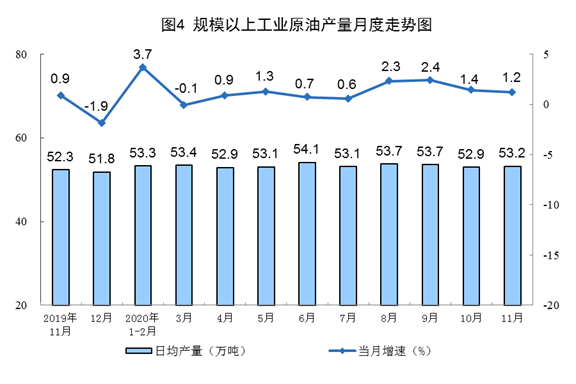 图4 规模以上工业原油产量月度走势图
80
60
40
20
5
0
-5
-10
-15
-20
0.9
-1.9
3.7
-0.1
0.9
1.3
0.7
0.6
2.3
2.4
1.4
1.2
52.3
51.8
53.3
53.4
52.9
53.1
54.1
53.1
53.7
53.7
52.9
53.2
2019年
11月
12月
2020年
1-2月
3月
4月
5月
6月
7月
8月
9月
10月
11月
日均产量（万吨）
当月增速（%）